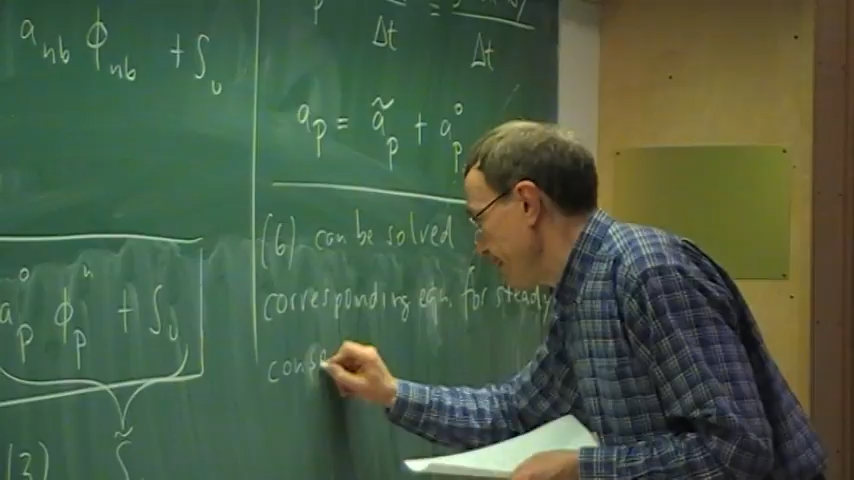 a_nb ϕ_nb + S_u
Δt = Δt
a_p = ã_p + a_p^o
(6) can be solved
corresponding eqn. for steady
cons
a_p^o ϕ_p^n + S_u
(3) S̃